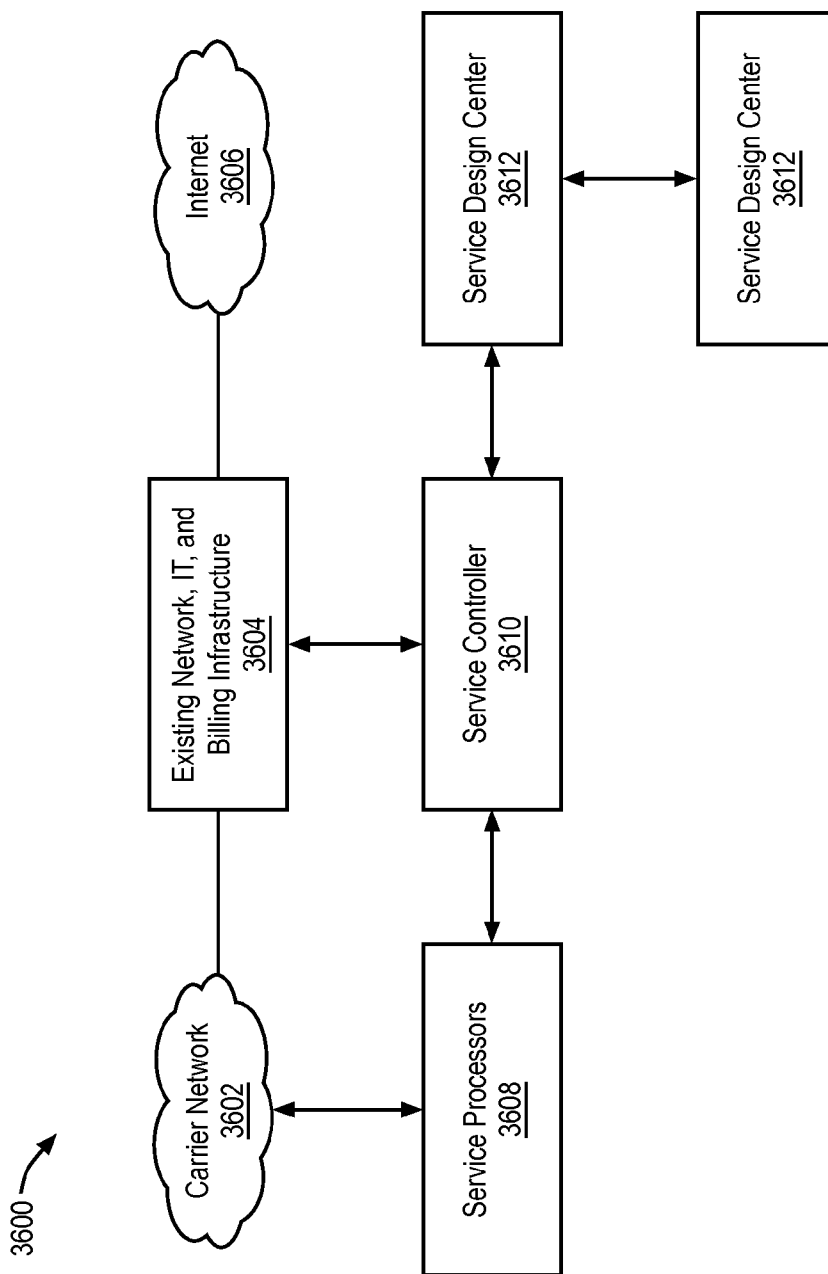 3600
Carrier Network
3602
Existing Network, IT, and
Billing Infrastructure
3604
Internet
3606
Service Processors
3608
Service Controller
3610
Service Design Center
3612
Service Design Center
3612